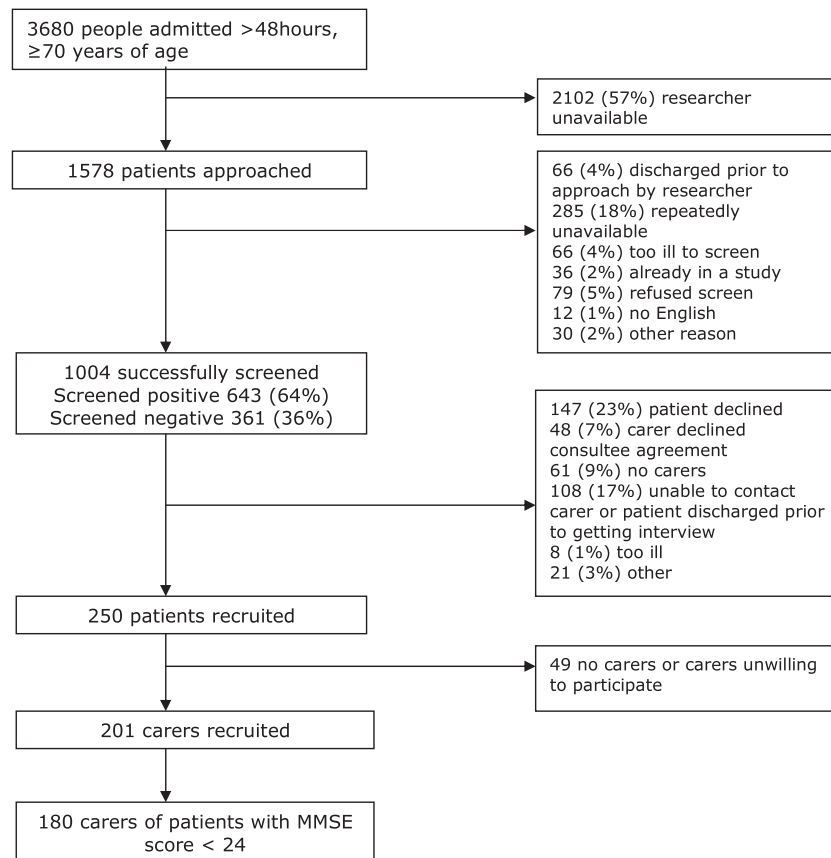 3680 people admitted >48hours,
≥70 years of age
2102 (57%) researcher
unavailable
1578 patients approached
66 (4%) discharged prior to
approach by researcher
285 (18%) repeatedly
unavailable
66 (4%) too ill to screen
36 (2%) already in a study
79 (5%) refused screen
12 (1%) no English
30 (2%) other reason
1004 successfully screened
Screened positive 643 (64%)
Screened negative 361 (36%)
147 (23%) patient declined
48 (7%) carer declined
consultee agreement
61 (9%) no carers
108 (17%) unable to contact
carer or patient discharged prior
to getting interview
8 (1%) too ill
21 (3%) other
250 patients recruited
49 no carers or carers unwilling
to participate
201 carers recruited
180 carers of patients with MMSE
score < 24